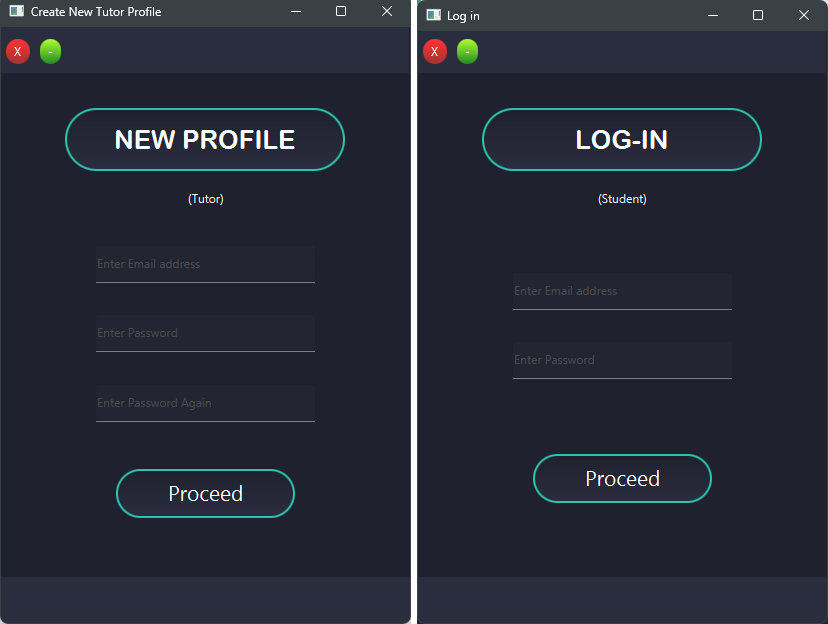 Create New Tutor Profile
X -
NEW PROFILE
(Tutor)
Enter Email address
Enter Password
Enter Password Again
Proceed
Log in
X -
LOG-IN
(Student)
Enter Email address
Enter Password
Proceed